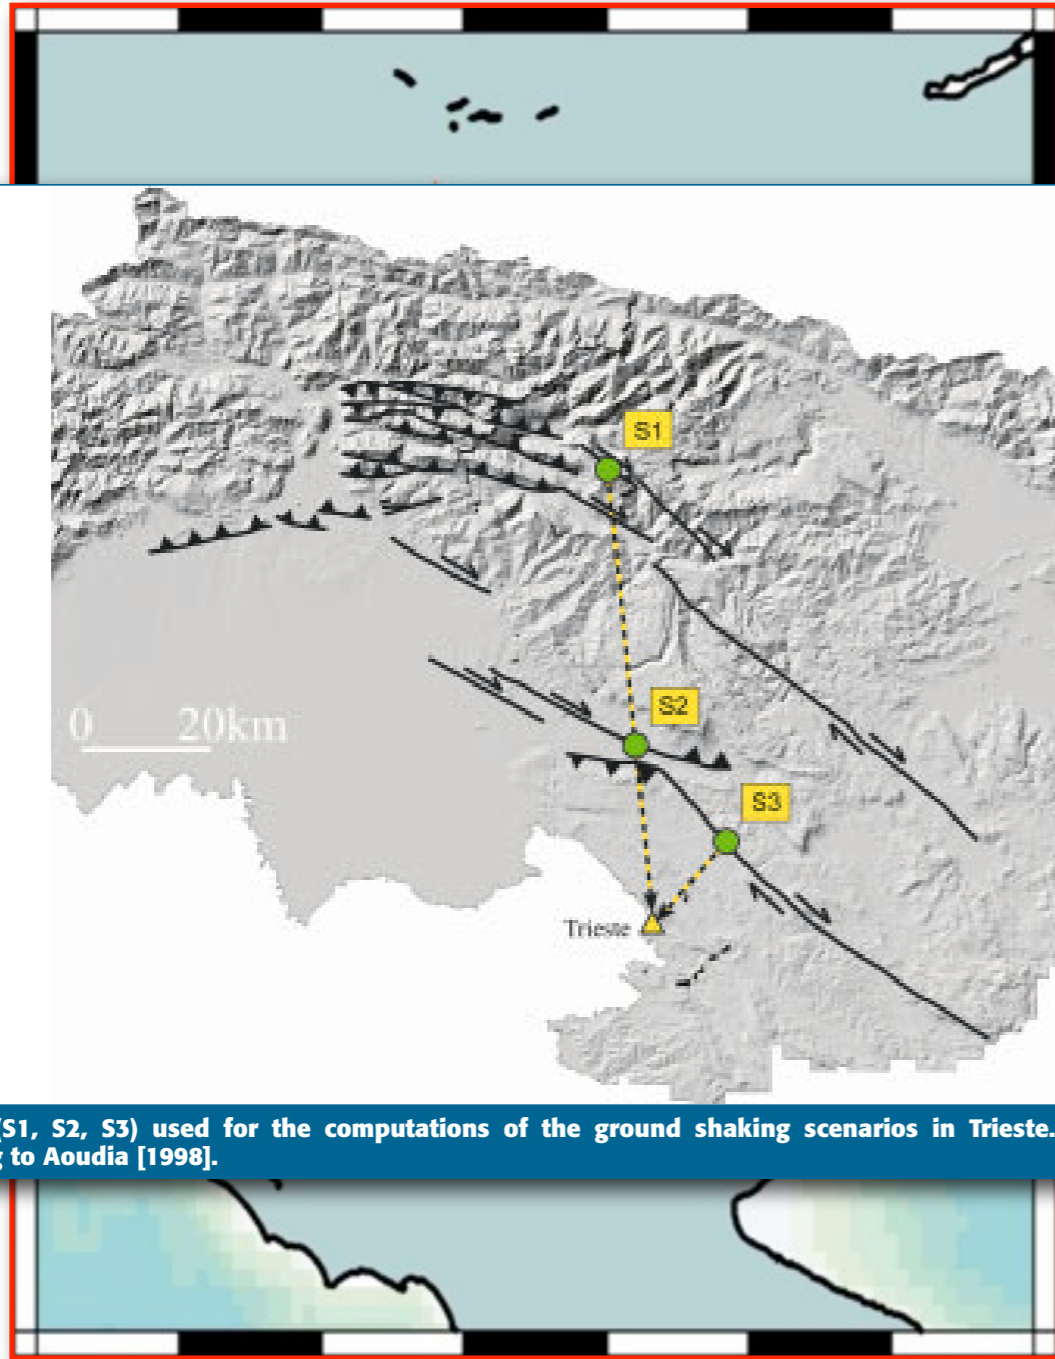 S1
S2
0 20km
S3
Trieste
(S1, S2, S3) used for the computations of the ground shaking scenarios in Trieste.
to Aoudia [1998].